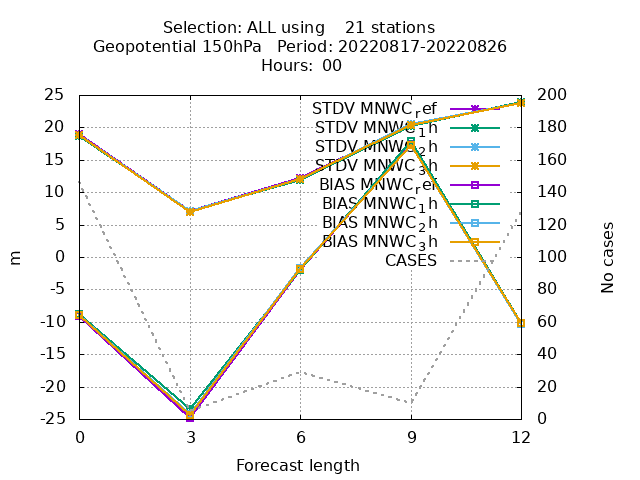 Selection: ALL using    21 stations
Geopotential 150hPa   Period: 20220817-20220826
Hours: 00
25
20
15
10
5
0
-5
-10
-15
-20
-25
m
STDV MNWC_ref
STDV MNWC_1h
STDV MNWC_2h
STDV MNWC_3h
BIAS MNWC_ref
BIAS MNWC_1h
BIAS MNWC_2h
BIAS MNWC_3h
CASES
200
180
160
140
120
100
80
60
40
20
0
No cases
0 3 6 9 12
Forecast length